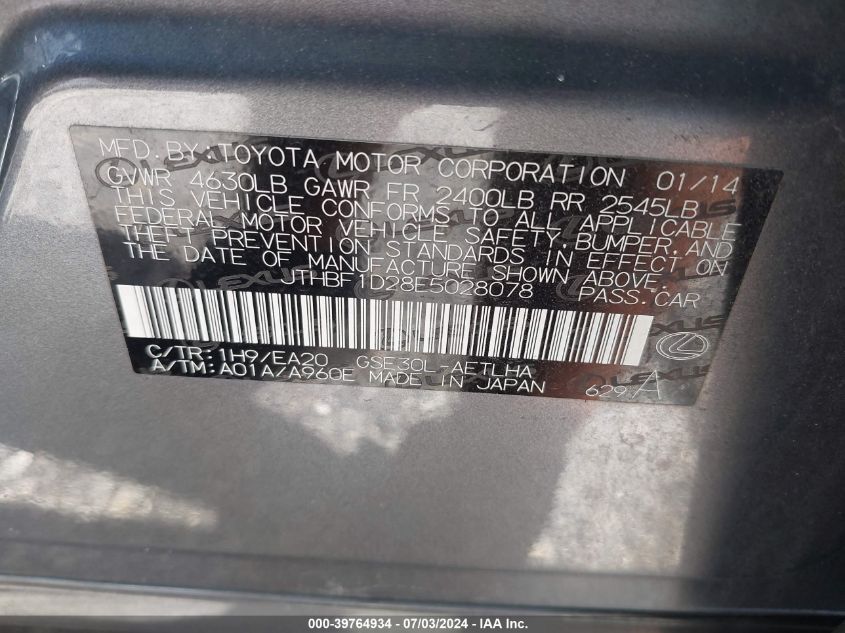 MFD. BY: TOYOTA MOTOR CORPORATION 01/14
GVWR 4630LB GAWR FR 2400LB RR 2545LB
THIS VEHICLE CONFORMS TO ALL APPLICABLE
FEDERAL MOTOR VEHICLE SAFETY, BUMPER, AND
THEFT PREVENTION STANDARDS IN EFFECT ON
THE DATE OF MANUFACTURE SHOWN ABOVE.
JTHBF1D28E5028078 PASS. CAR
C/TR: 1H9/EA20 GSE30L-AETLHA
A/TM: A01A/A960E MADE IN JAPAN 629 A
LEXUS
000-39764934 - 07/03/2024 - IAA Inc.